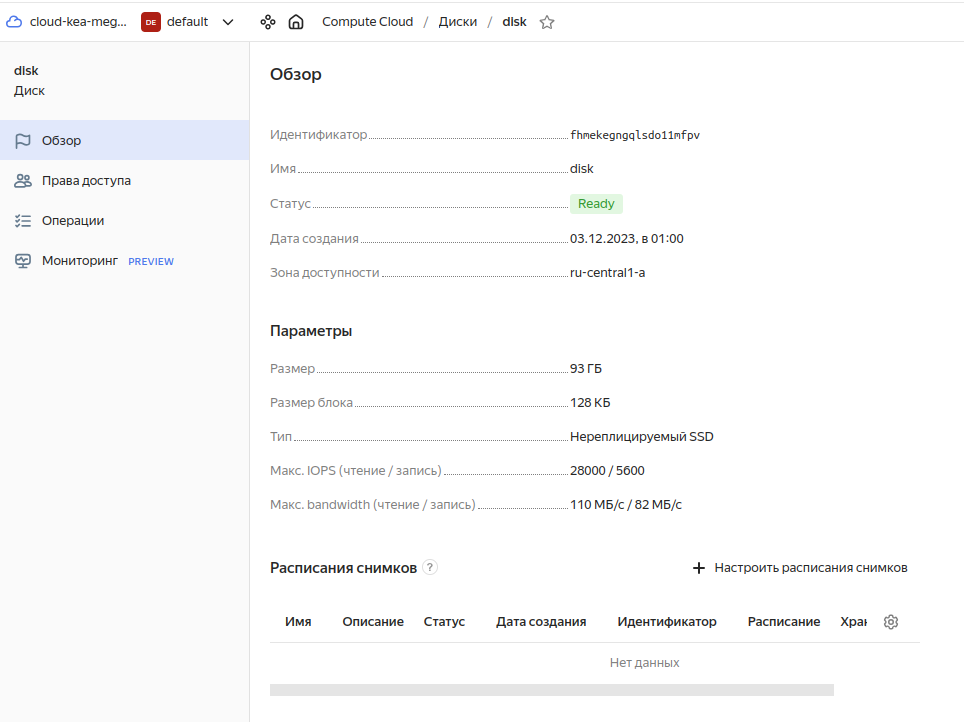 cloud-kea-meg... DE default Compute Cloud / Диски / disk
disk
Диск
Обзор
Права доступа
Операции
Мониторинг PREVIEW
Обзор
Идентификатор fhmekegngqlsdo11mfpv
Имя disk
Статус Ready
Дата создания 03.12.2023, в 01:00
Зона доступности ru-central1-a
Параметры
Размер 93 ГБ
Размер блока 128 КБ
Тип Нереплицируемый SSD
Макс. IOPS (чтение / запись) 28000 / 5600
Макс. bandwidth (чтение / запись) 110 МБ/с / 82 МБ/с
Расписания снимков ? + Настроить расписания снимков
Имя Описание Статус Дата создания Идентификатор Расписание Хран
Нет данных